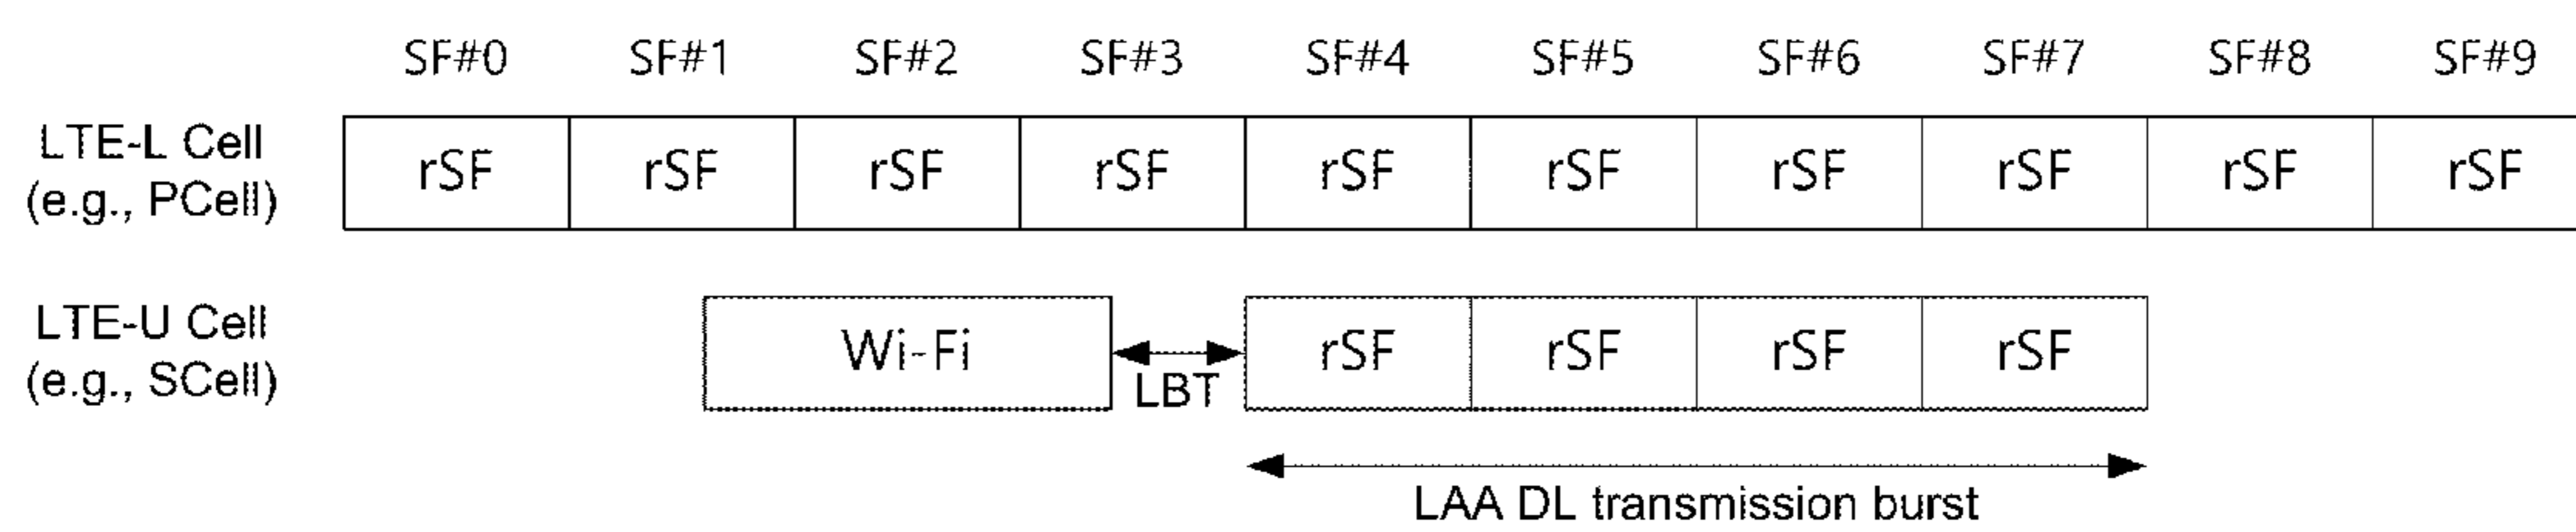 SF#0 SF#1 SF#2 SF#3 SF#4 SF#5 SF#6 SF#7 SF#8 SF#9
LTE-L Cell
(e.g., PCell)
rSF rSF rSF rSF rSF rSF rSF rSF rSF rSF
LTE-U Cell
(e.g., SCell)
Wi-Fi
LBT
rSF rSF rSF rSF
LAA DL transmission burst